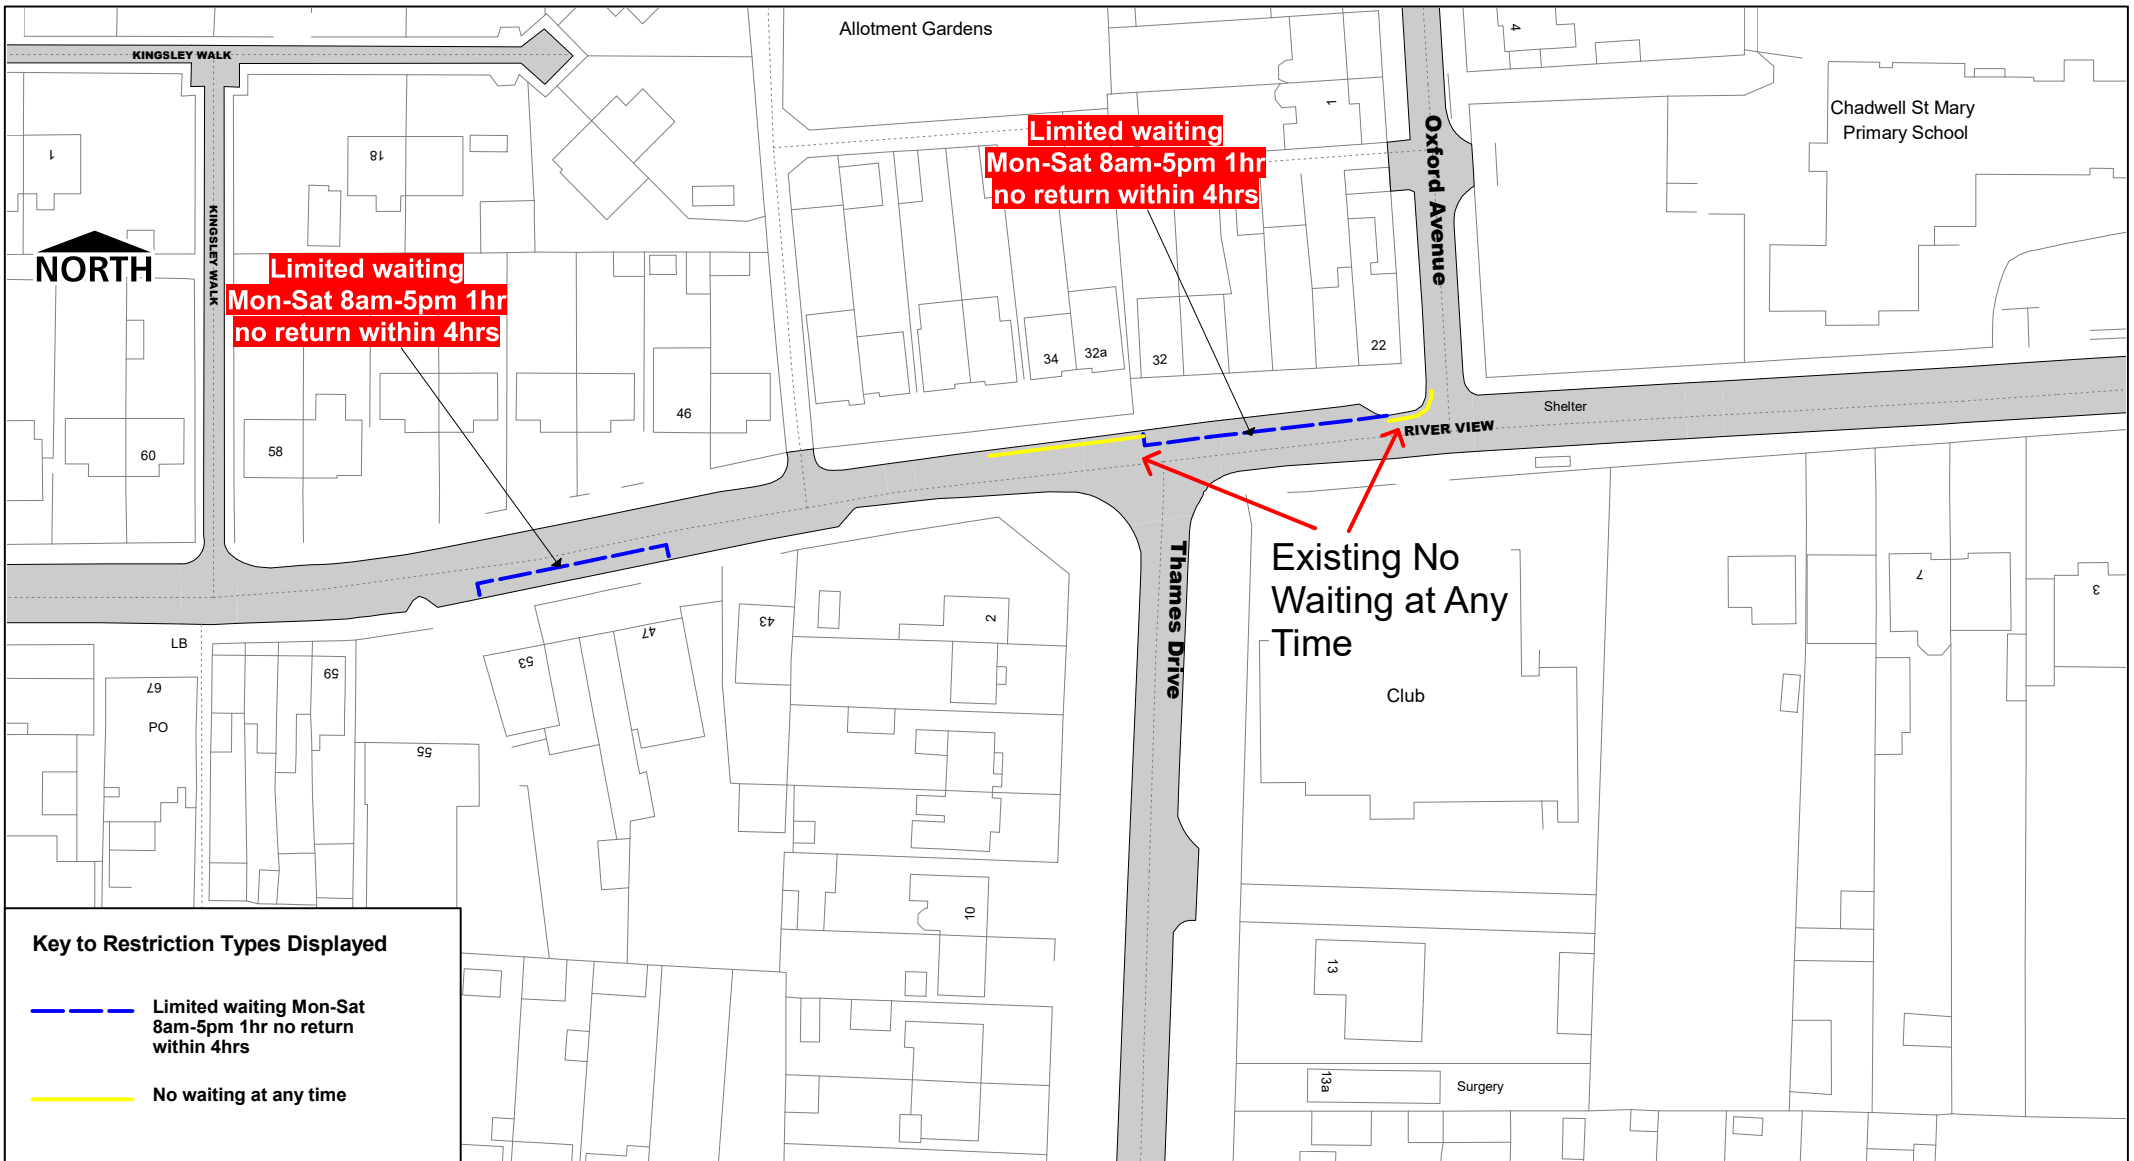 Allotment Gardens
4
KINGSLEY WALK
Chadwell St Mary
Primary School
1
1
18
Limited waiting
Mon-Sat 8am-5pm 1hr
no return within 4hrs
Oxford Avenue
KINGSLEY WALK
NORTH
Limited waiting
Mon-Sat 8am-5pm 1hr
no return within 4hrs
34
32a
32
22
46
Shelter
RIVER VIEW
60
58
Existing No
Waiting at Any
Time
Thames Drive
7
3
2
43
47
53
59
LB
67
PO
55
Club
10
13
13a
Surgery
Key to Restriction Types Displayed
Limited waiting Mon-Sat
8am-5pm 1hr no return
within 4hrs
No waiting at any time